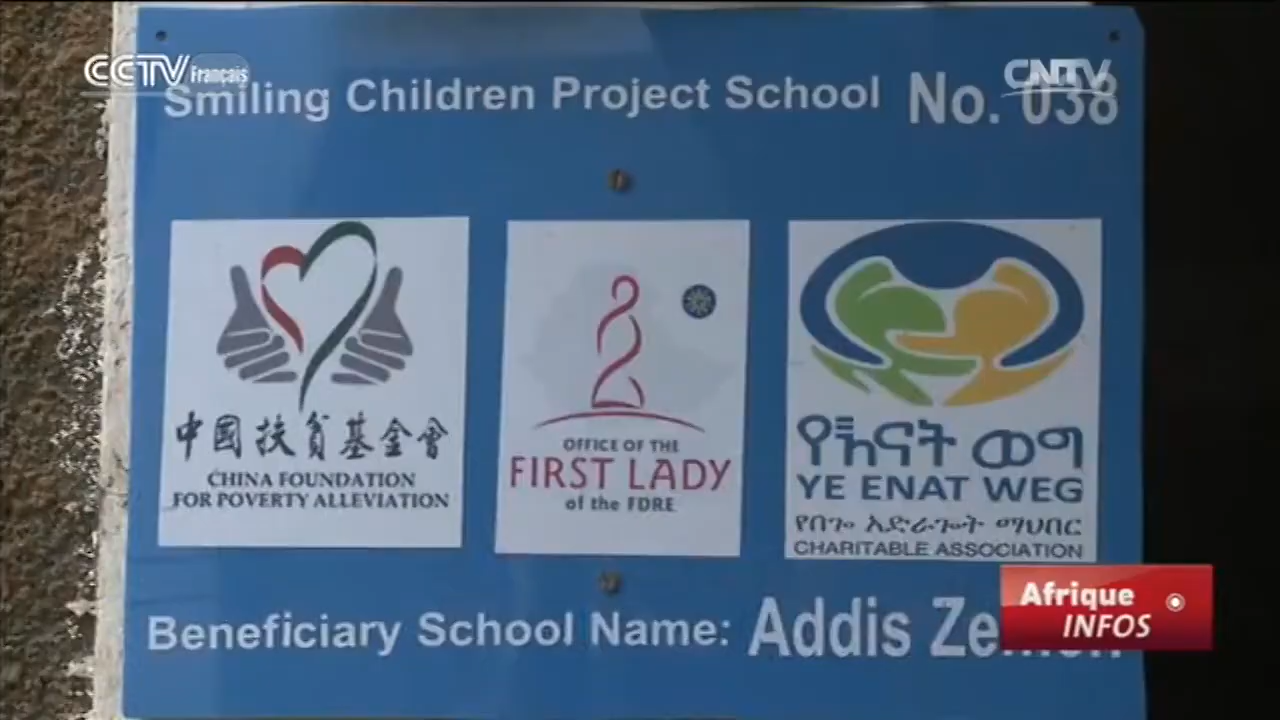 CCTV Français
CNTV
Smiling Children Project School No. 038
中國扶貧基金會
CHINA FOUNDATION
FOR POVERTY ALLEVIATION
OFFICE OF THE
FIRST LADY
of the FDRE
የእናት ወግ
YE ENAT WEG
የበጎ አድራጎት ማህበር
CHARITABLE ASSOCIATION
Beneficiary School Name: Addis
Afrique
INFOS